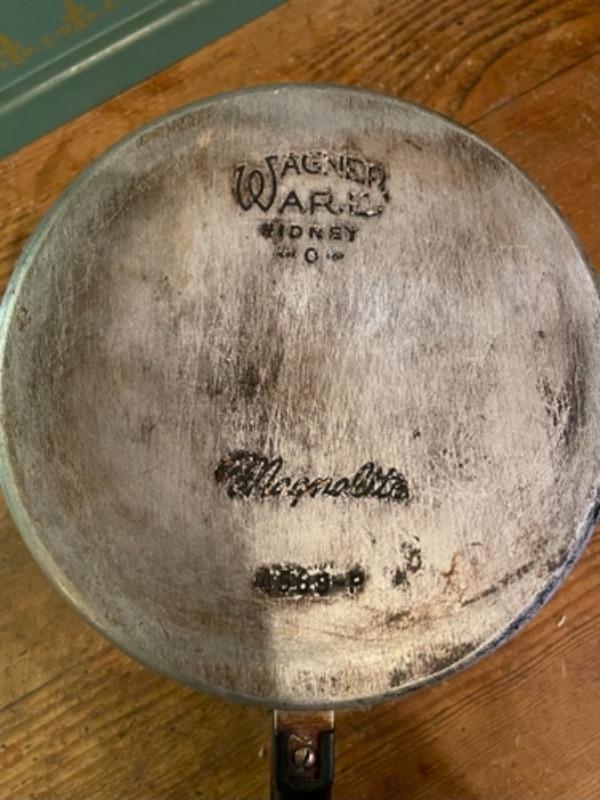 WAGNER
WARE
SIDNEY
-O-
Magnalite